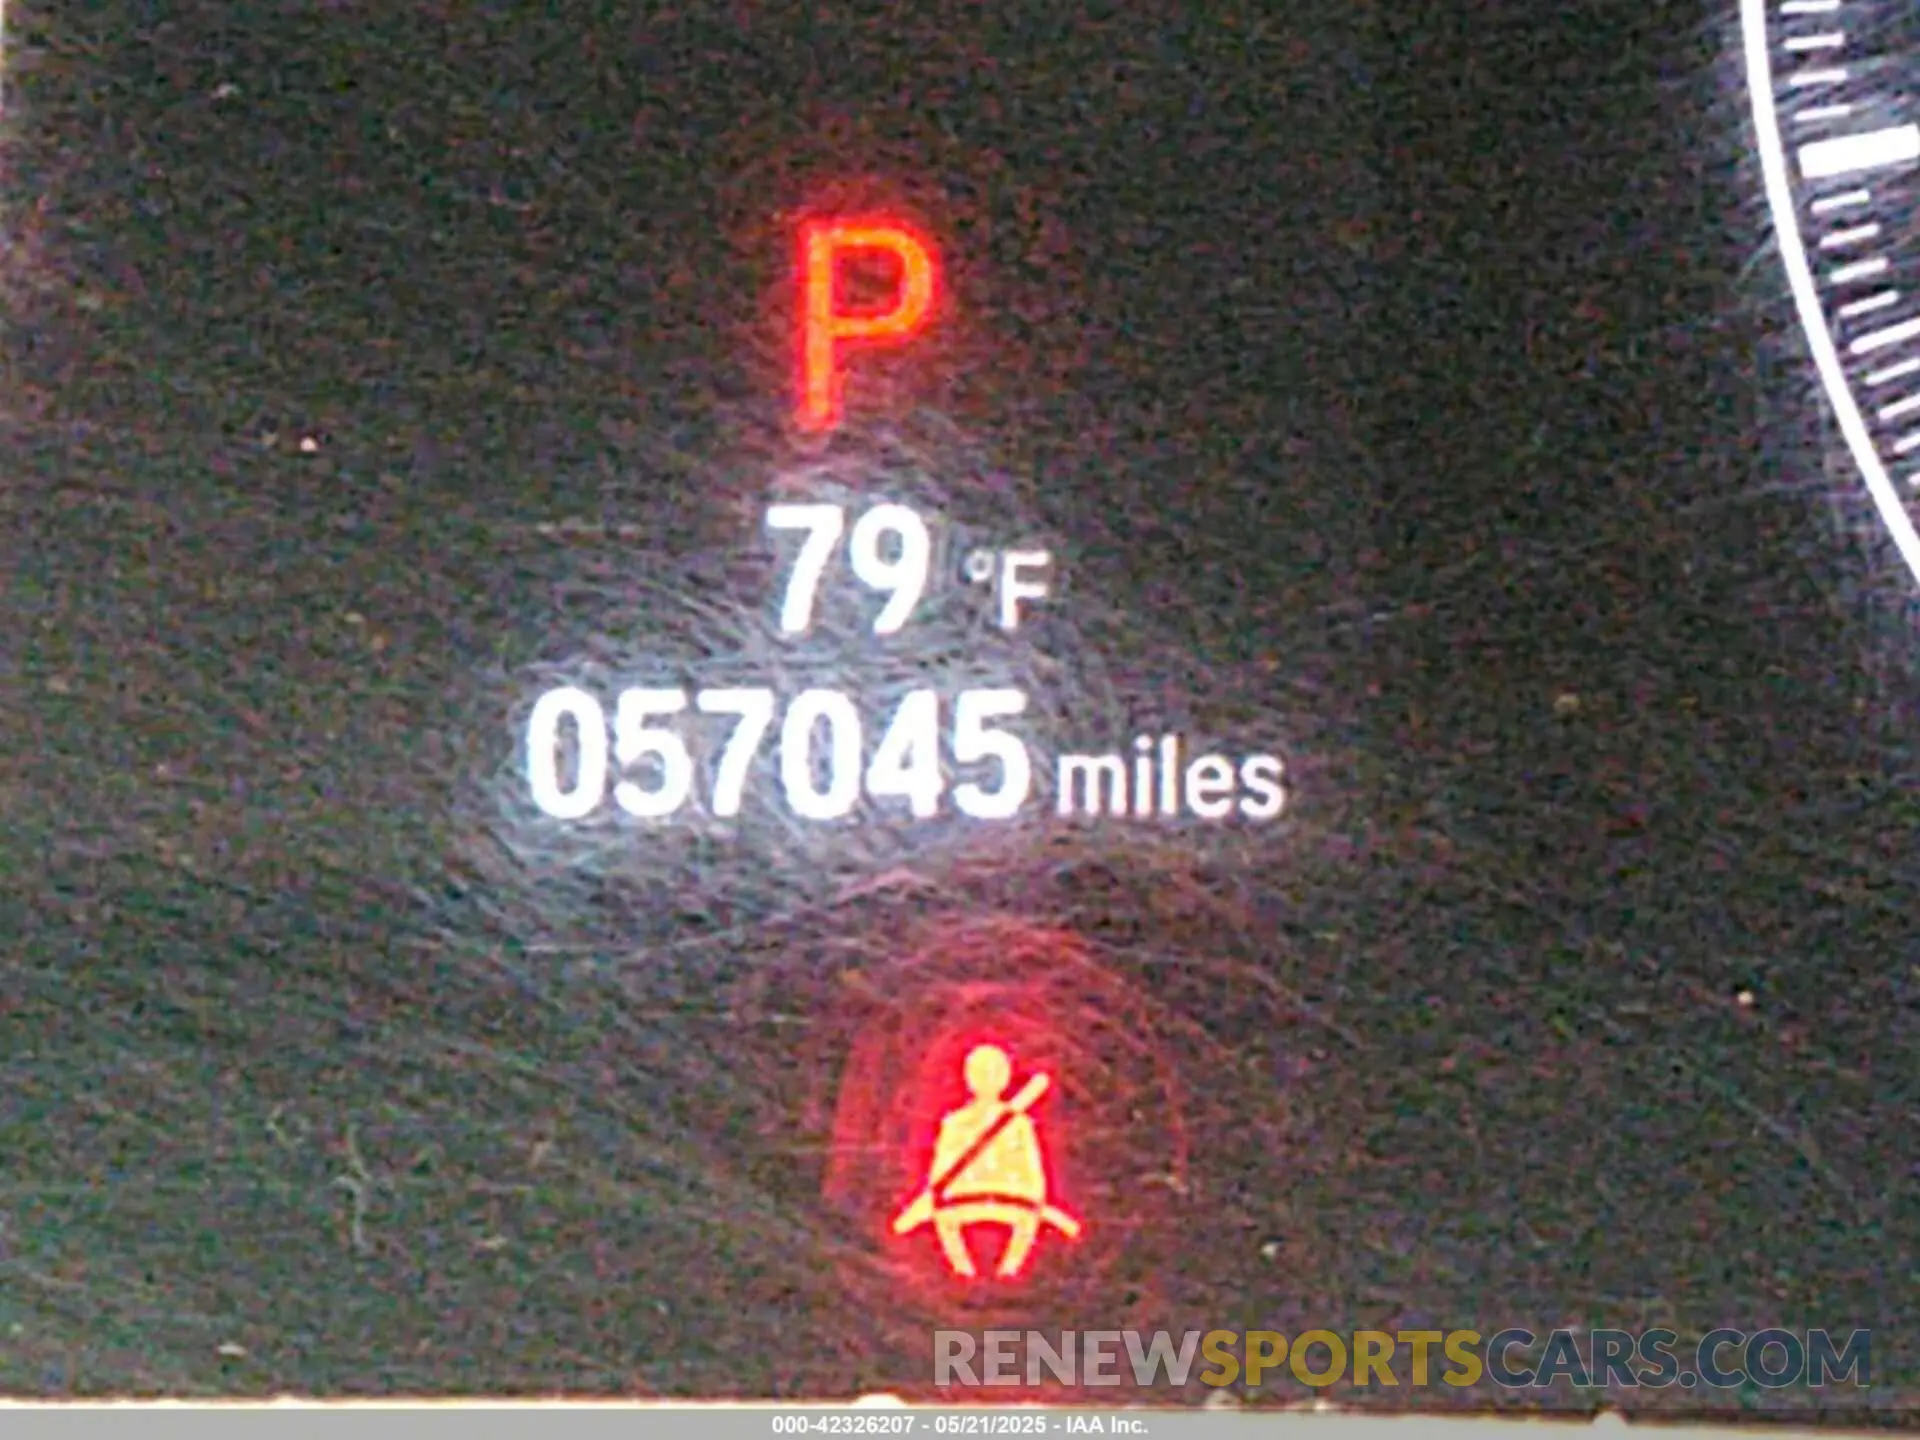 P
79 °F
057045 miles
RENEWSPORTSCARS.COM
000-42326207 - 05/21/2025 - IAA Inc.